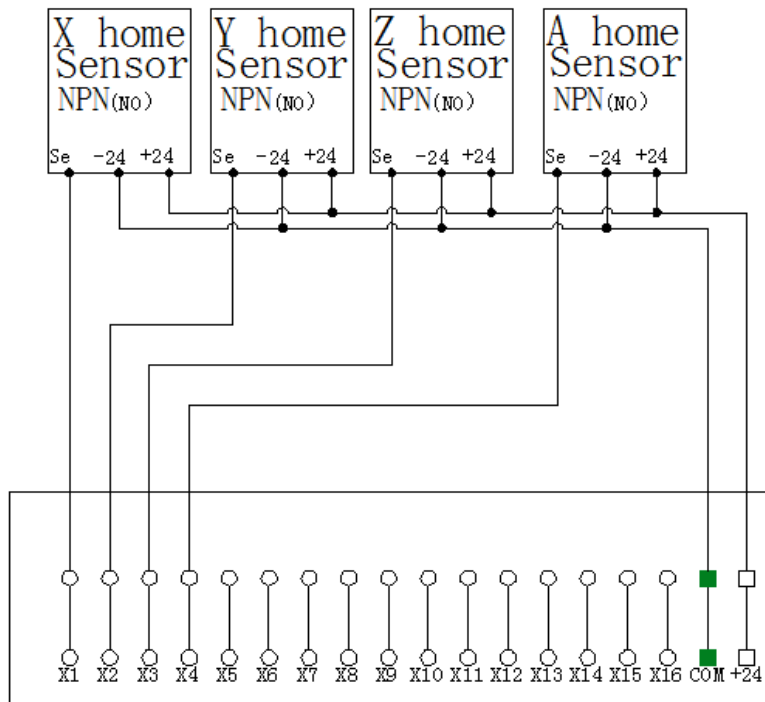 X home Sensor NPN(NO)
Se -24 +24
Y home Sensor NPN(NO)
Se -24 +24
Z home Sensor NPN(NO)
Se -24 +24
A home Sensor NPN(NO)
Se -24 +24
X1 X2 X3 X4 X5 X6 X7 X8 X9 X10 X11 X12 X13 X14 X15 X16 COM +24